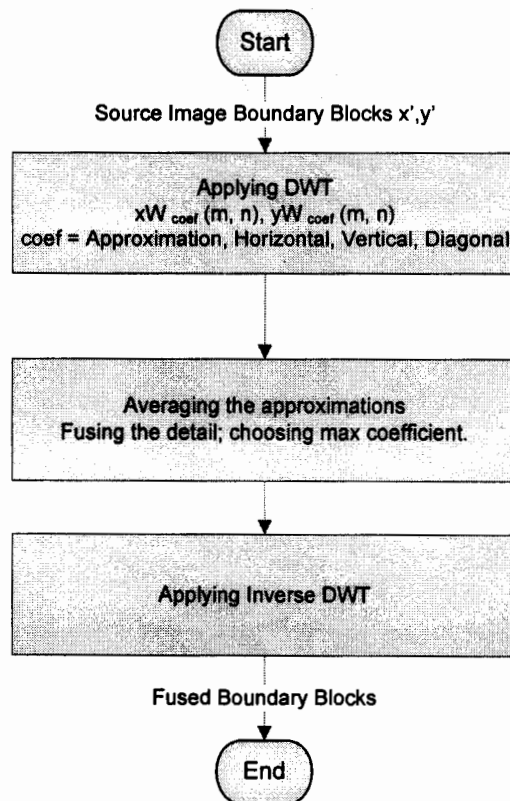 Start
Source Image Boundary Blocks x',y'
Applying DWT
xW coef (m, n), yW coef (m, n)
coef = Approximation, Horizontal, Vertical, Diagonal
Averaging the approximations
Fusing the detail; choosing max coefficient.
Applying Inverse DWT
Fused Boundary Blocks
End